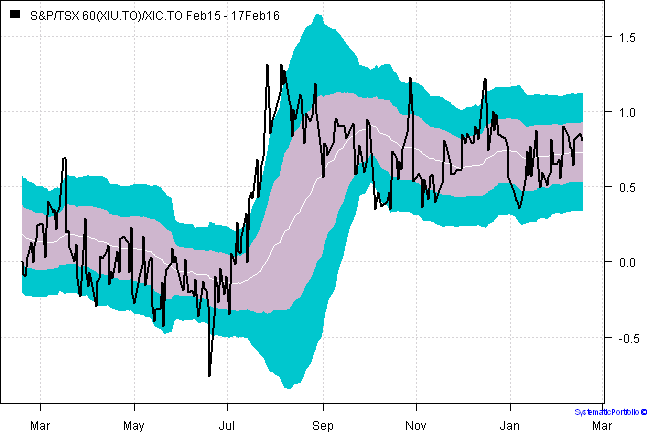 S&P/TSX 60(XIU.TO)/XIC.TO Feb15 - 17Feb16
1.5
1.0
0.5
0.0
-0.5
Mar May Jul Sep Nov Jan Mar
SystematicPortfolio ©